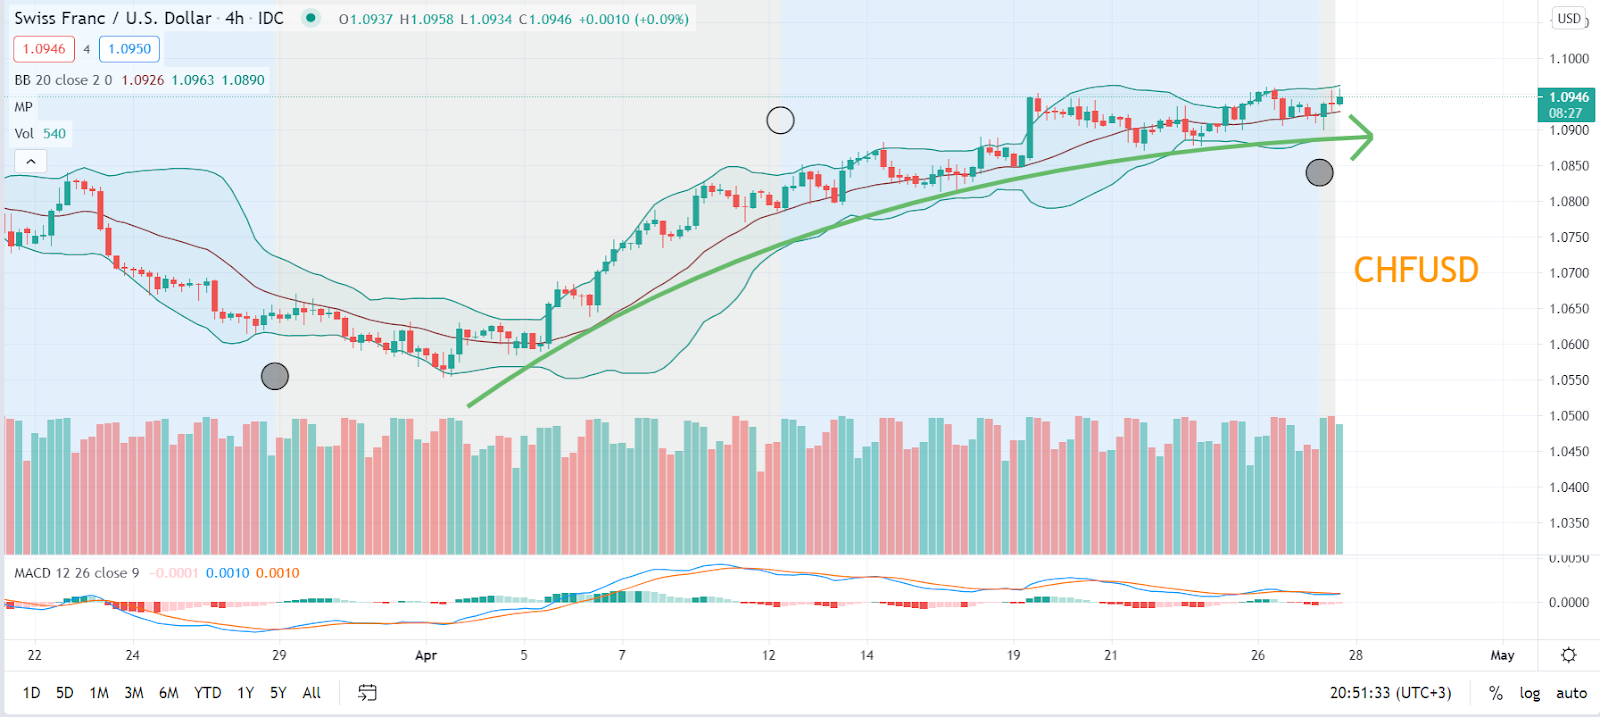 Swiss Franc / U.S. Dollar · 4h · IDC O1.0937 H1.0958 L1.0934 C1.0946 +0.0010 (+0.09%)
USD
1.0946 4 1.0950
1.1000
BB 20 close 2 0 1.0926 1.0963 1.0890
1.0946
08:27
MP
Vol 540
1.0900
1.0850
1.0800
1.0750
CHFUSD
1.0700
1.0650
1.0600
1.0550
1.0500
1.0450
1.0400
1.0350
0.0050
MACD 12 26 close 9 -0.0001 0.0010 0.0010
0.0000
22 24 29 Apr 5 7 12 14 19 21 26 28 May
1D 5D 1M 3M 6M YTD 1Y 5Y All 20:51:33 (UTC+3) % log auto